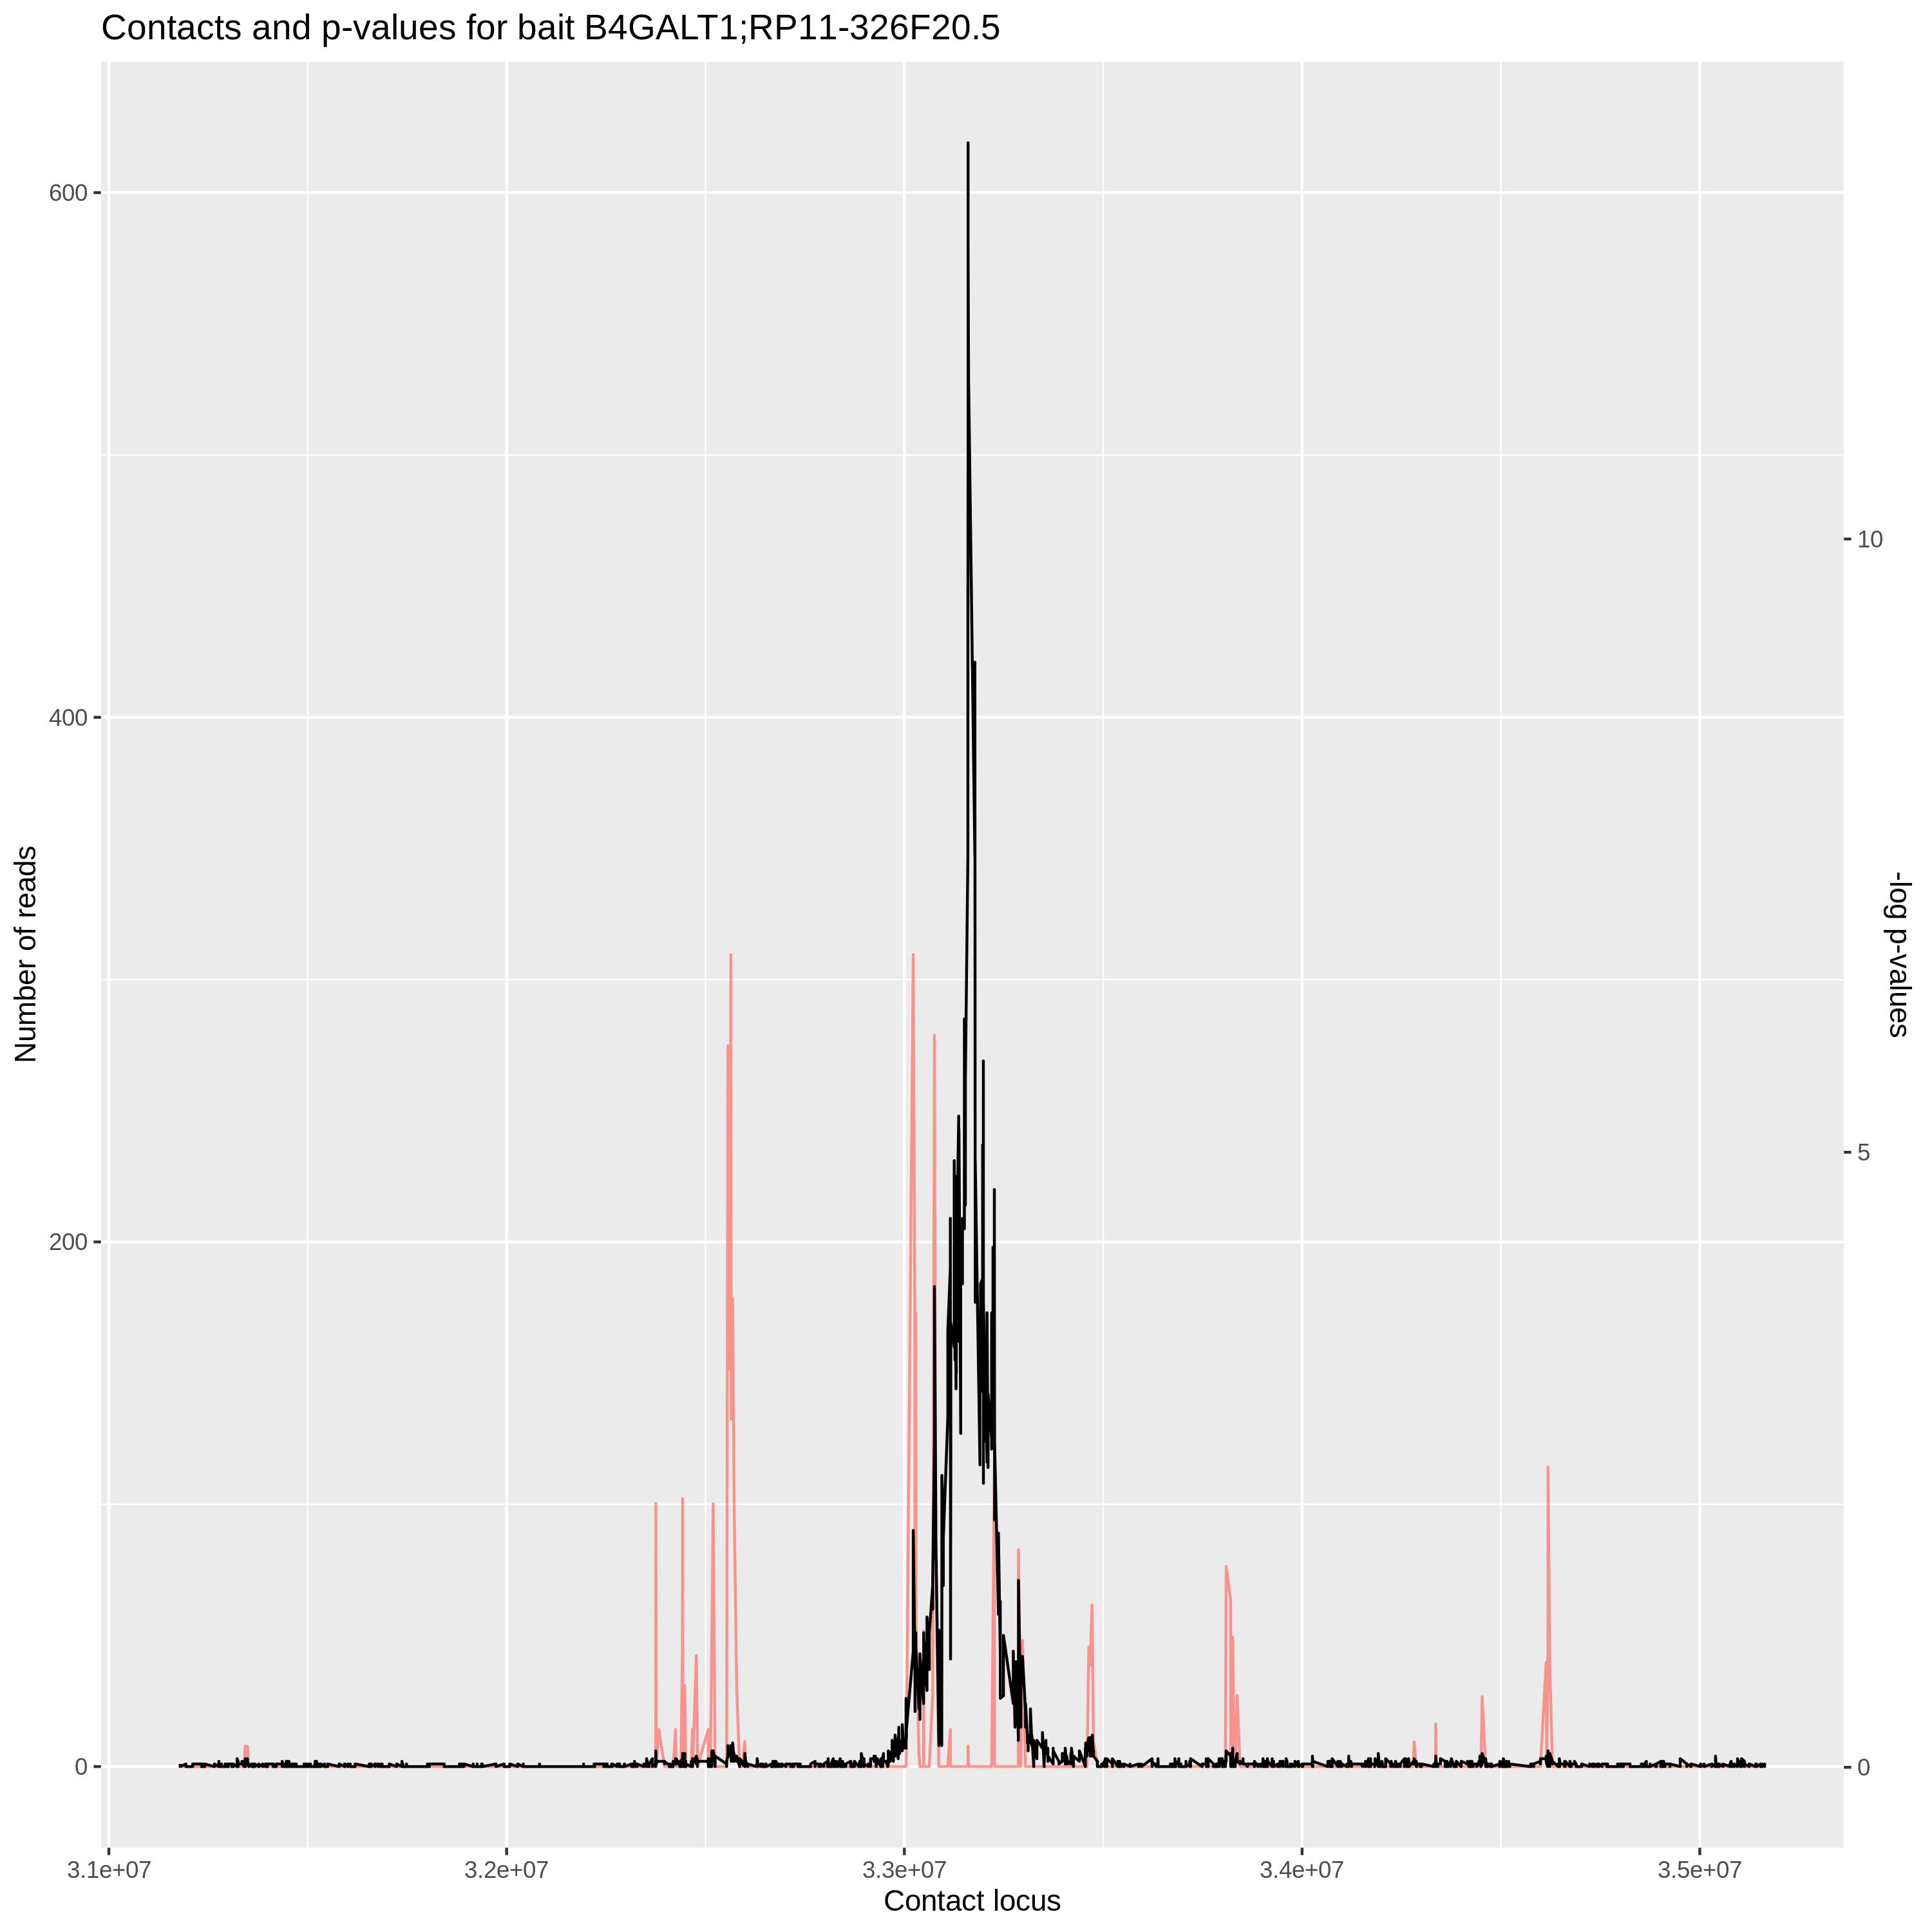 Contacts and p-values for bait B4GALT1;RP11-326F20.5
600
400
200
0
Number of reads
10
5
0
-log p-values
3.1e+07 3.2e+07 3.3e+07 3.4e+07 3.5e+07
Contact locus